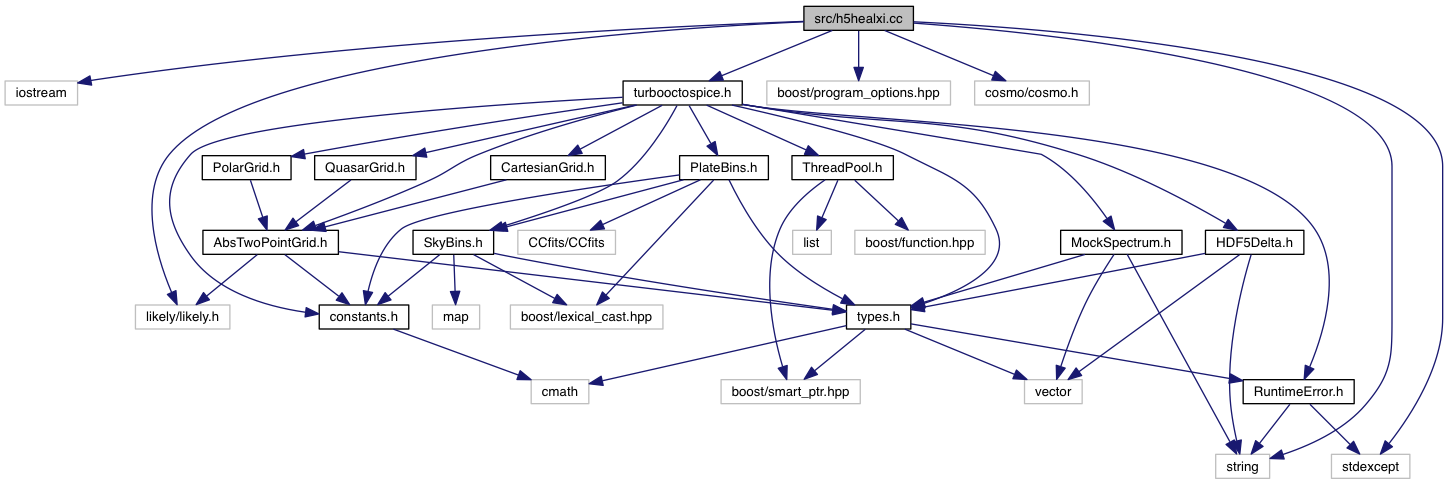 src/h5healxi.cc
iostream
turbooctospice.h
boost/program_options.hpp
cosmo/cosmo.h
PolarGrid.h
QuasarGrid.h
CartesianGrid.h
PlateBins.h
ThreadPool.h
AbsTwoPointGrid.h
SkyBins.h
CCfits/CCfits
list
boost/function.hpp
MockSpectrum.h
HDF5Delta.h
likely/likely.h
constants.h
map
boost/lexical_cast.hpp
types.h
cmath
boost/smart_ptr.hpp
vector
RuntimeError.h
string
stdexcept